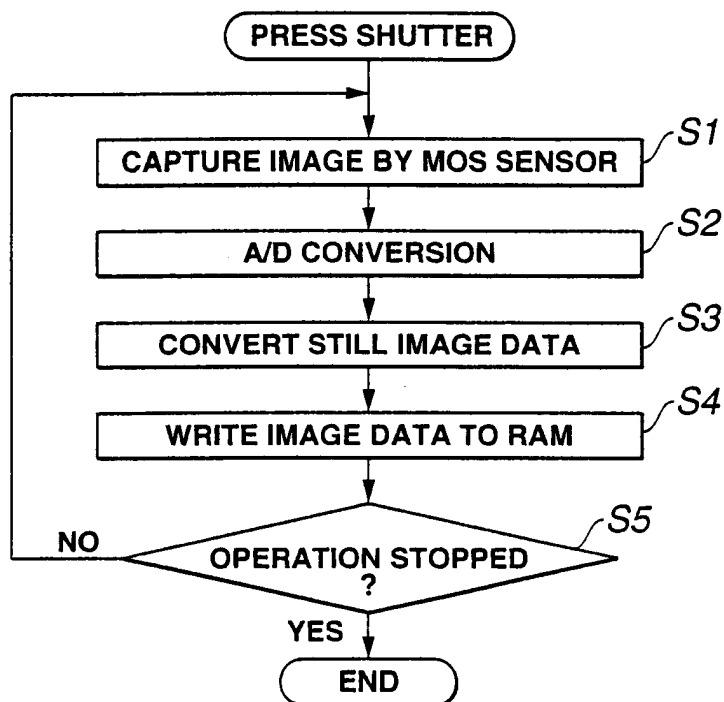 PRESS SHUTTER
S1
CAPTURE IMAGE BY MOS SENSOR
S2
A/D CONVERSION
S3
CONVERT STILL IMAGE DATA
S4
WRITE IMAGE DATA TO RAM
S5
NO
OPERATION STOPPED
?
YES
END